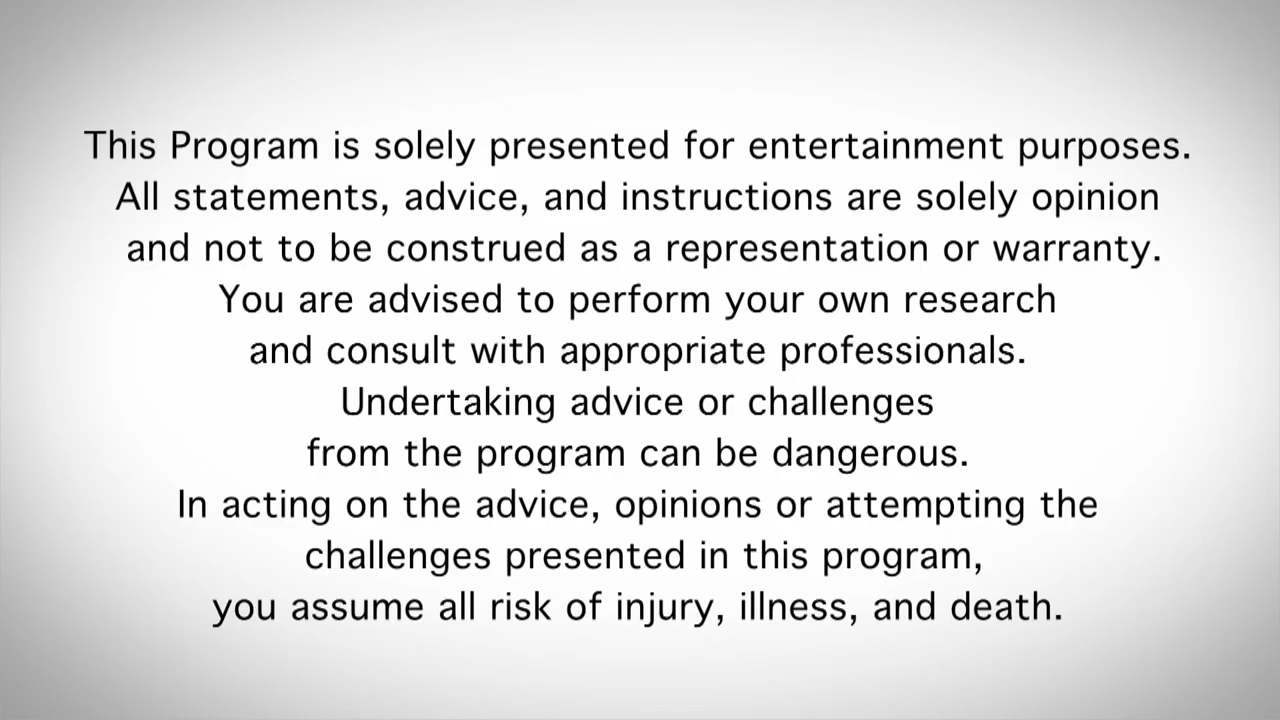 This Program is solely presented for entertainment purposes.
All statements, advice, and instructions are solely opinion
and not to be construed as a representation or warranty.
You are advised to perform your own research
and consult with appropriate professionals.
Undertaking advice or challenges
from the program can be dangerous.
In acting on the advice, opinions or attempting the
challenges presented in this program,
you assume all risk of injury, illness, and death.